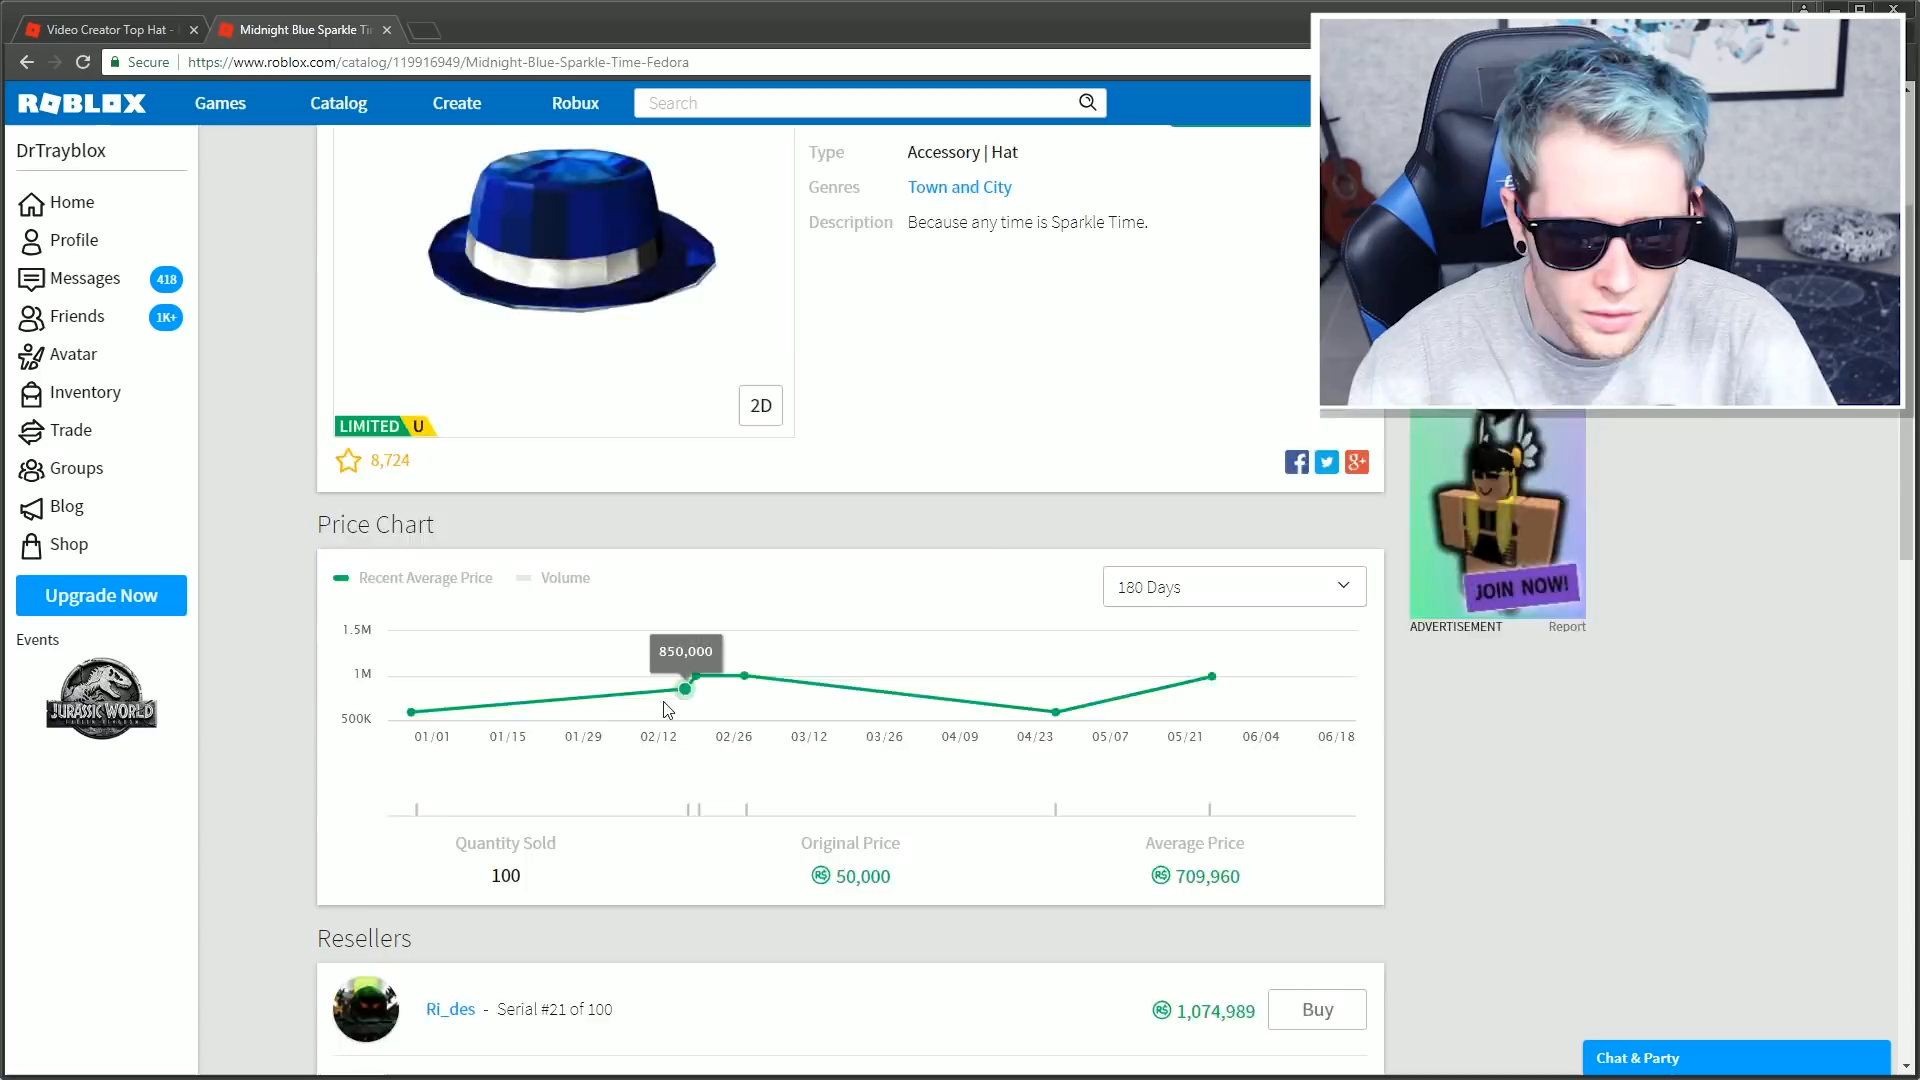 Video Creator Top Hat -
Midnight Blue Sparkle Ti
Secure
https://www.roblox.com/catalog/119916949/Midnight-Blue-Sparkle-Time-Fedora
ROBLOX
Games
Catalog
Create
Robux
Search
DrTrayblox
Home
Profile
Messages 418
Friends 1K+
Avatar
Inventory
Trade
Groups
Blog
Shop
Upgrade Now
Events
JURASSIC WORLD
Type Accessory | Hat
Genres Town and City
Description Because any time is Sparkle Time.
2D
LIMITED U
8,724
JOIN NOW!
ADVERTISEMENT Report
Price Chart
Recent Average Price Volume
180 Days
1.5M
1M
500K
850,000
01/01 01/15 01/29 02/12 02/26 03/12 03/26 04/09 04/23 05/07 05/21 06/04 06/18
Quantity Sold Original Price Average Price
100 R$ 50,000 R$ 709,960
Resellers
Ri_des - Serial #21 of 100 R$ 1,074,989 Buy
Chat & Party